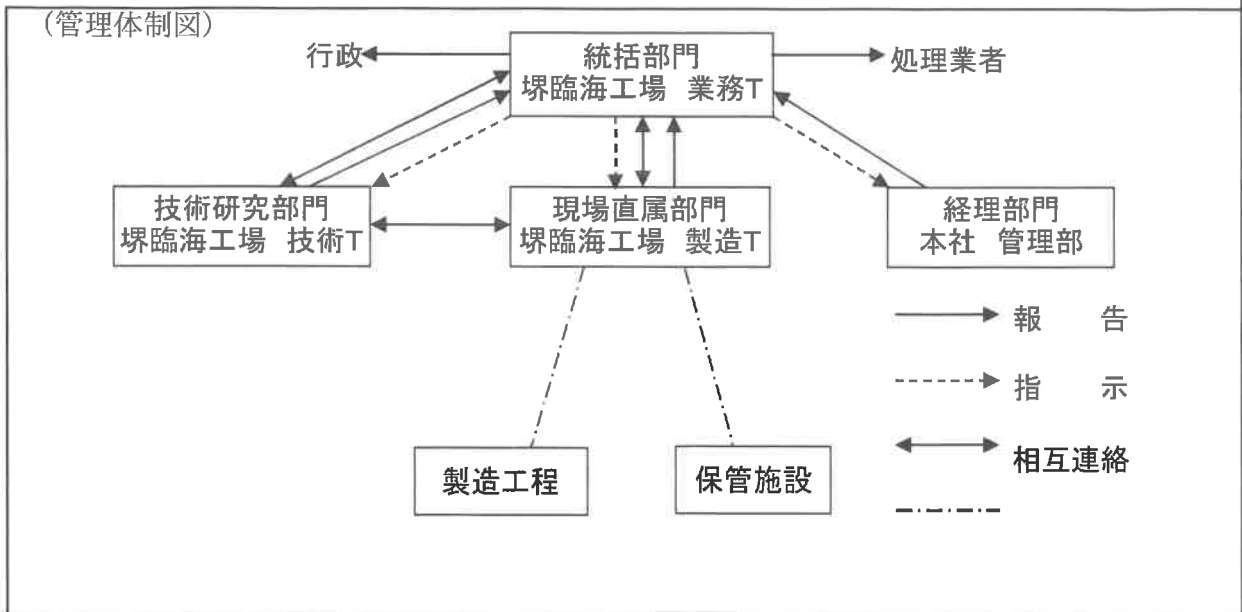 (管理体制図)
行政
統括部門
堺臨海工場 業務T
処理業者
技術研究部門
堺臨海工場 技術T
現場直属部門
堺臨海工場 製造T
経理部門
本社 管理部
報 告
指 示
相互連絡
製造工程
保管施設